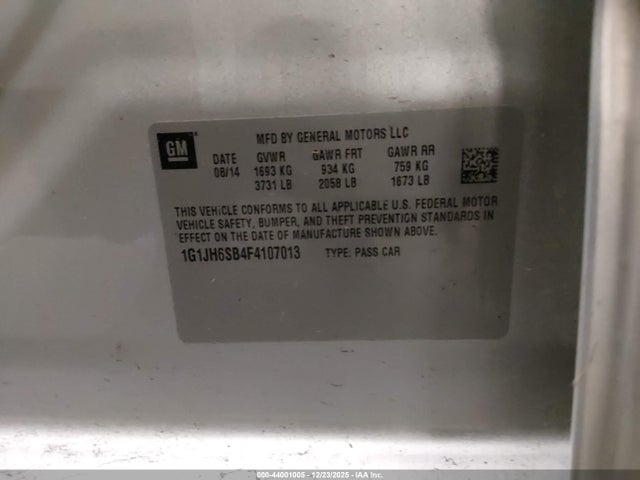 GM
MFD BY GENERAL MOTORS LLC
DATE GVWR GAWR FRT GAWR RR
08/14 1693 KG 934 KG 759 KG
3731 LB 2058 LB 1673 LB
THIS VEHICLE CONFORMS TO ALL APPLICABLE U.S. FEDERAL MOTOR
VEHICLE SAFETY, BUMPER, AND THEFT PREVENTION STANDARDS IN
EFFECT ON THE DATE OF MANUFACTURE SHOWN ABOVE.
1G1JH6SB4F4107013 TYPE: PASS CAR
000-44001005 - 12/23/2025 - IAA Inc.